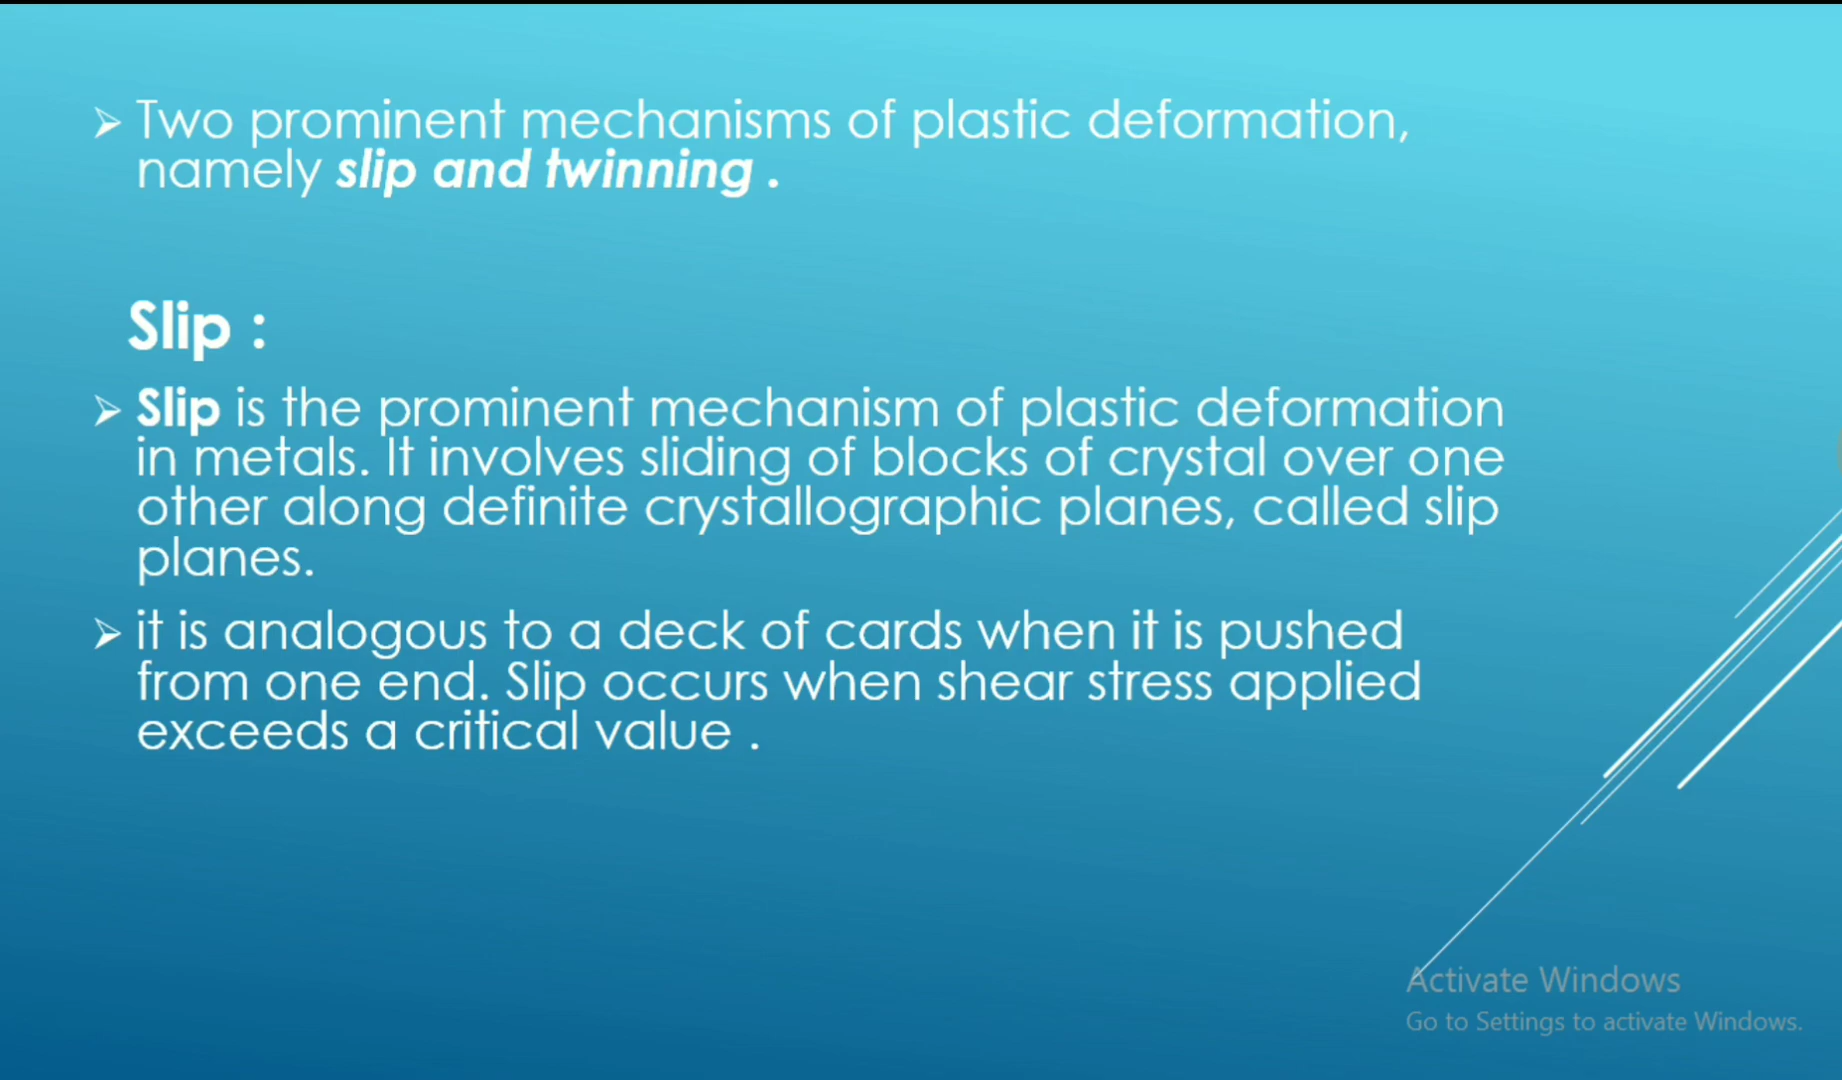 ➢ Two prominent mechanisms of plastic deformation,
namely slip and twinning .
Slip :
➢ Slip is the prominent mechanism of plastic deformation
in metals. It involves sliding of blocks of crystal over one
other along definite crystallographic planes, called slip
planes.
➢ it is analogous to a deck of cards when it is pushed
from one end. Slip occurs when shear stress applied
exceeds a critical value .
Activate Windows
Go to Settings to activate Windows.